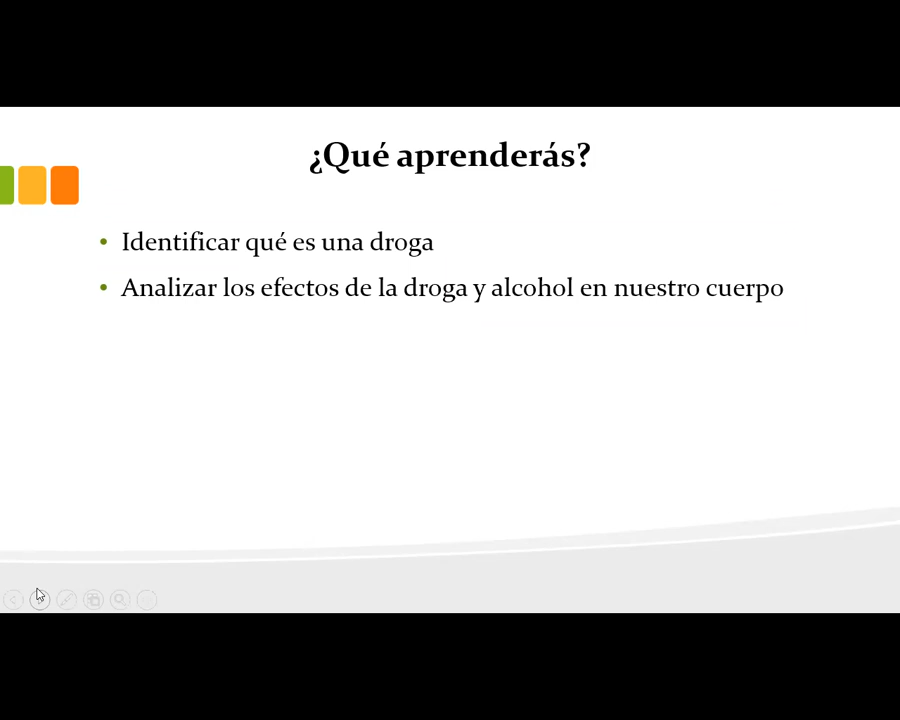 ¿Qué aprenderás?
• Identificar qué es una droga
• Analizar los efectos de la droga y alcohol en nuestro cuerpo